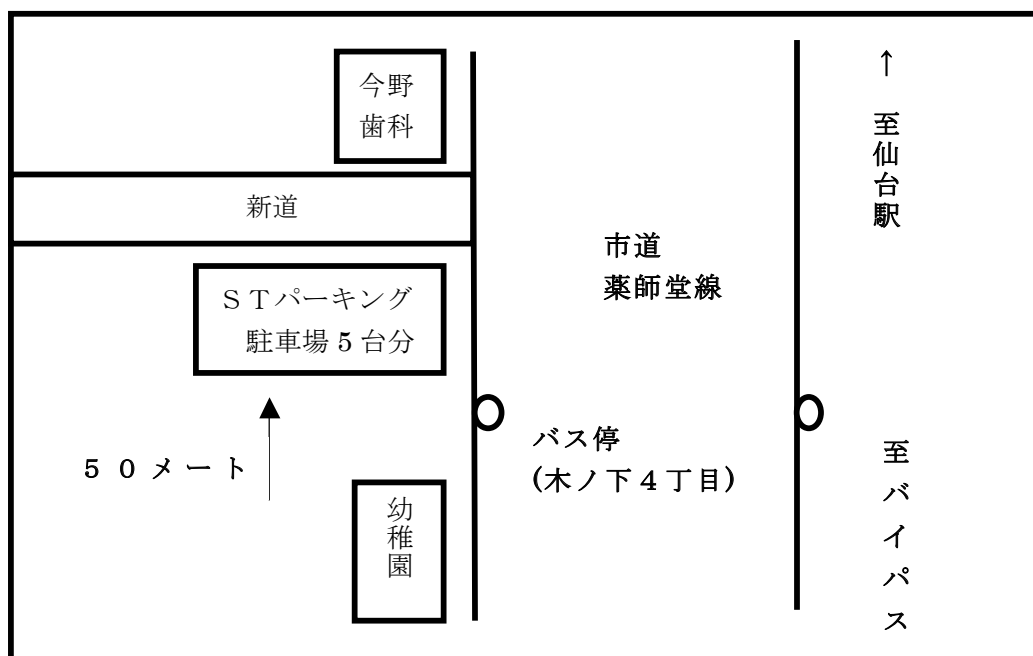 今野
歯科
↑ 至仙台駅
新道
市道
薬師堂線
ＳＴパーキング
駐車場５台分
バス停
(木ノ下４丁目)
５０メート
幼稚園
至バイパス